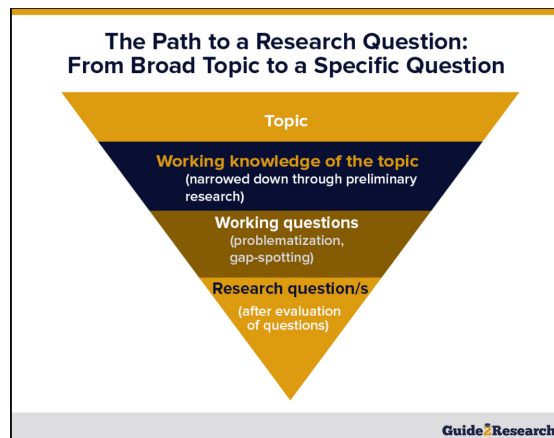 The Path to a Research Question:
From Broad Topic to a Specific Question
Topic
Working knowledge of the topic
(narrowed down through preliminary
research)
Working questions
(problematization,
gap-spotting)
Research question/s
(after evaluation
of questions)
Guide2Research